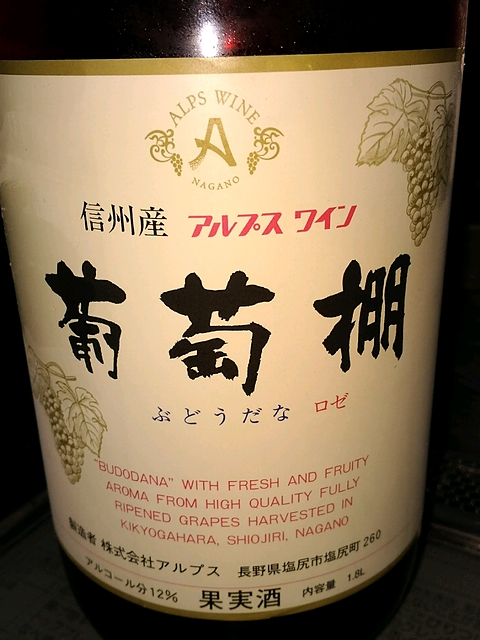 ALPS WINE
A
NAGANO
信州産 アルプス ワイン
葡萄棚
ぶどうだな ロゼ
"BUDODANA" WITH FRESH AND FRUITY
AROMA FROM HIGH QUALITY FULLY
RIPENED GRAPES HARVESTED IN
KIKYOGAHARA, SHIOJIRI, NAGANO
製造者 株式会社アルプス 長野県塩尻市塩尻町260
アルコール分12% 果実酒 内容量 1.8L